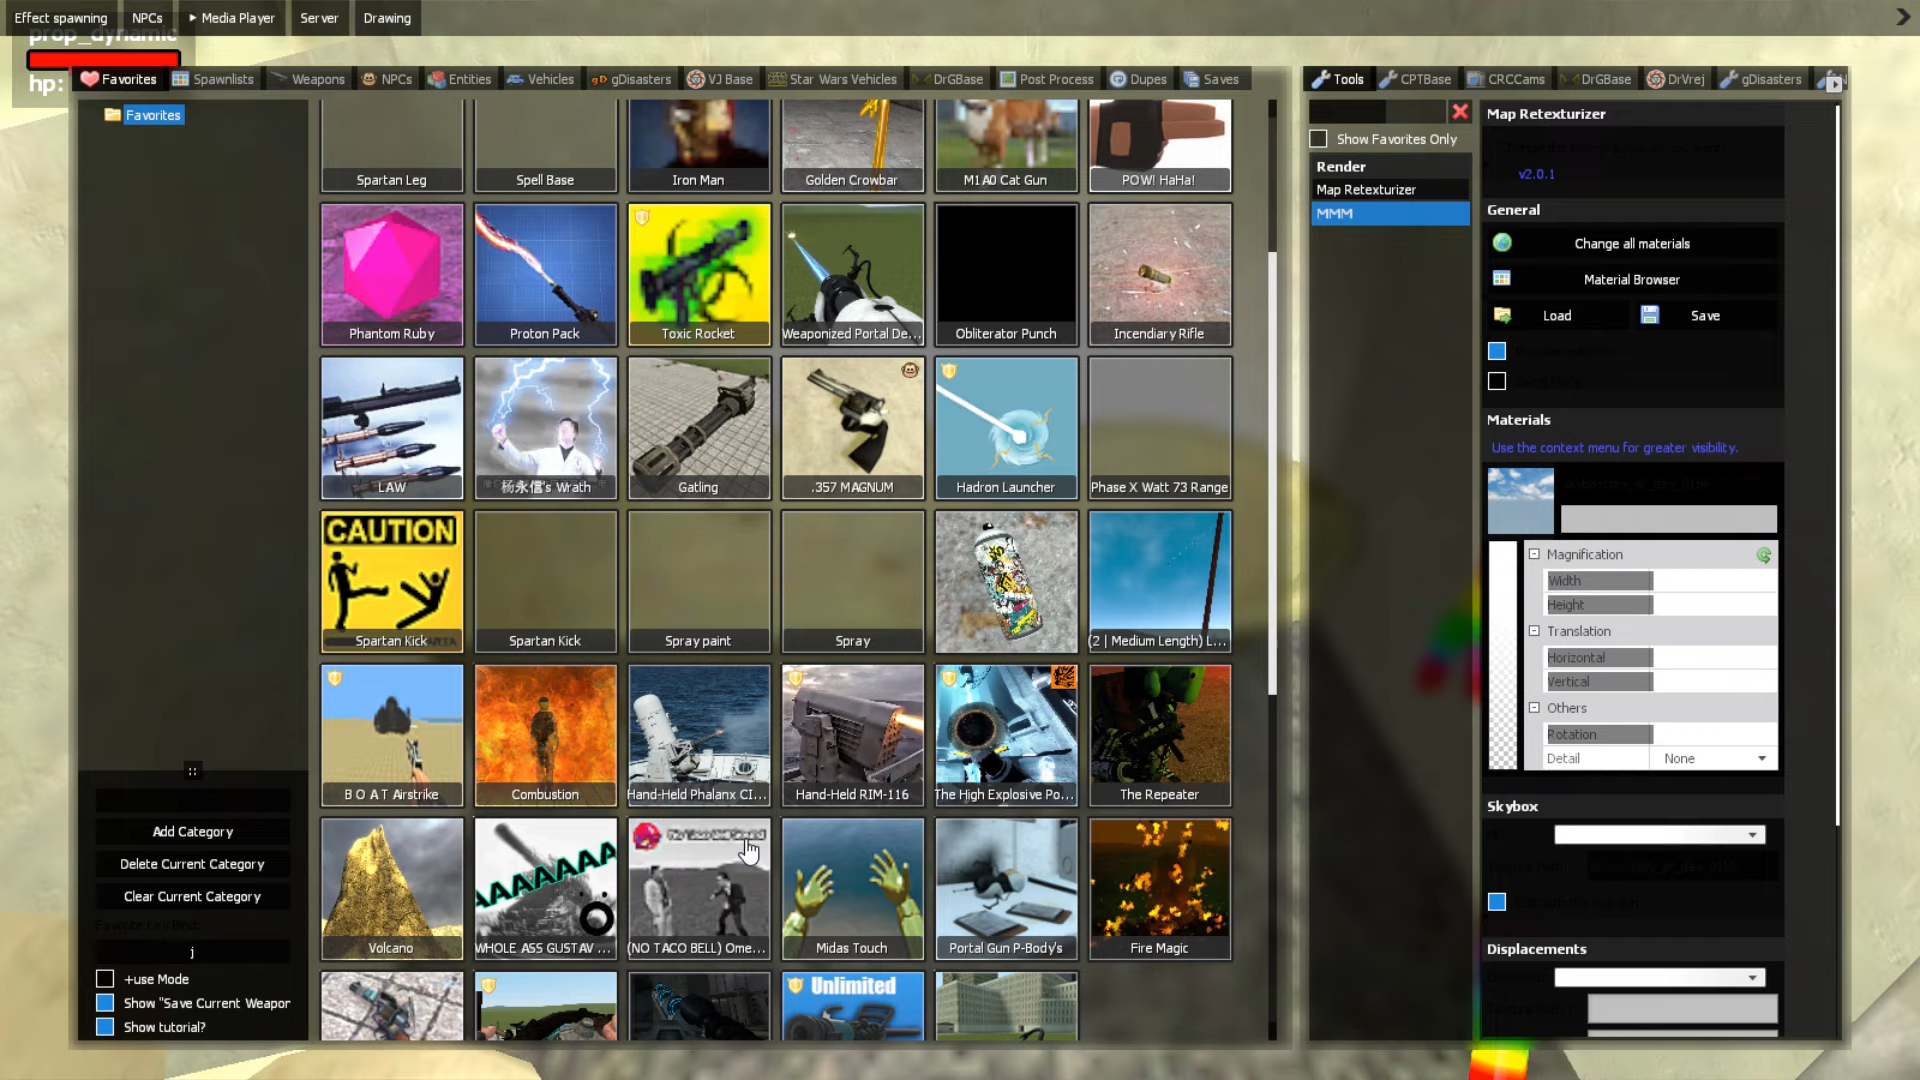 Effect spawning NPCs Media Player Server Drawing
prop_dynamic
hp:
Favorites Spawnlists Weapons NPCs Entities Vehicles gDisasters VJ Base Star Wars Vehicles DrGBase Post Process Dupes Saves
Favorites
Spartan Leg Spell Base Iron Man Golden Crowbar M1A0 Cat Gun POW! HaHa!
Phantom Ruby Proton Pack Toxic Rocket Weaponized Portal De... Obliterator Punch Incendiary Rifle
LAW 杨永信's Wrath Gatling .357 MAGNUM Hadron Launcher Phase X Watt 73 Range
CAUTION
Spartan Kick Spartan Kick Spray paint Spray (2 | Medium Length) L...
B O A T Airstrike Combustion Hand-Held Phalanx CI... Hand-Held RIM-116 The High Explosive Po... The Repeater
AAAAAAA
Volcano WHOLE ASS GUSTAV ... (NO TACO BELL) Ome... Midas Touch Portal Gun P-Body's Fire Magic
Unlimited
Add Category
Delete Current Category
Clear Current Category
Favorite Key Bind:
j
+use Mode
Show "Save Current Weapon
Show tutorial?
Tools CPTBase CRCCams DrGBase DrVrej gDisasters
Show Favorites Only
Render
Map Retexturizer
MMM
Map Retexturizer
v2.0.1
General
Change all materials
Material Browser
Load Save
Materials
Use the context menu for greater visibility.
Magnification
Width
Height
Translation
Horizontal
Vertical
Others
Rotation
Detail None
Skybox
Displacements